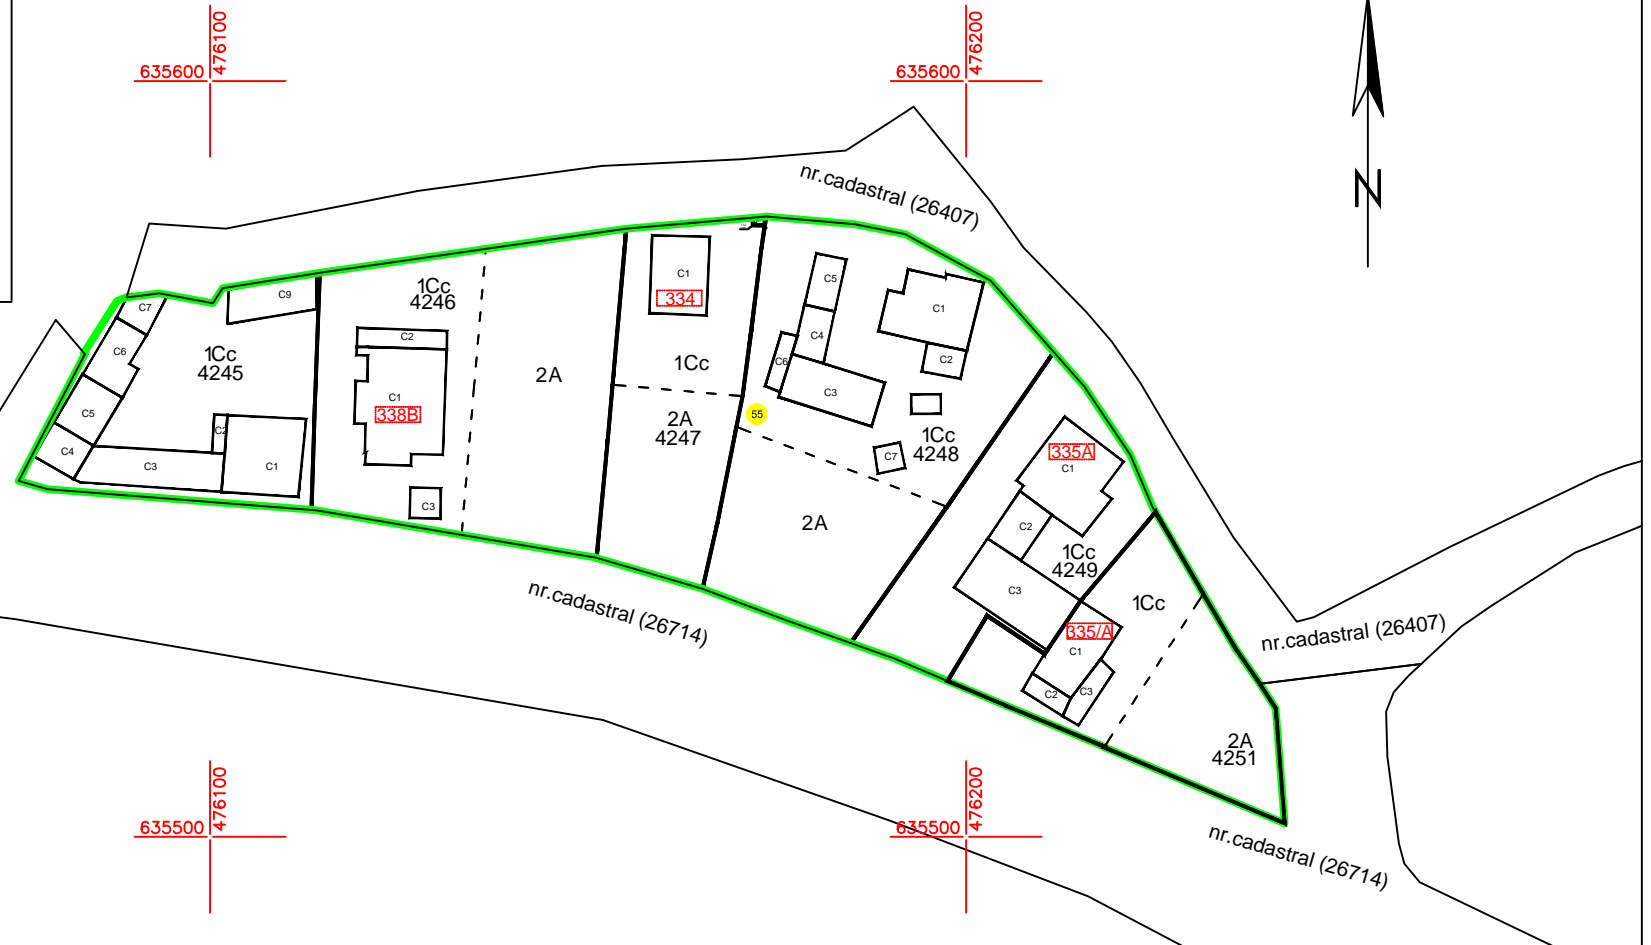 635600
476100
635600
476200
N
nr.cadastral (26407)
C7
C6
C5
C4
C3
C2
C1
C9
1Cc
4245
1Cc
4246
C2
C1
338B
C3
2A
C1
334
1Cc
2A
4247
55
C5
C4
C6
C3
C1
C2
C7
1Cc
4248
2A
335A
C1
C2
C3
1Cc
4249
1Cc
335/A
C1
C2
C3
2A
4251
nr.cadastral (26407)
nr.cadastral (26714)
nr.cadastral (26714)
635500
476100
635500
476200